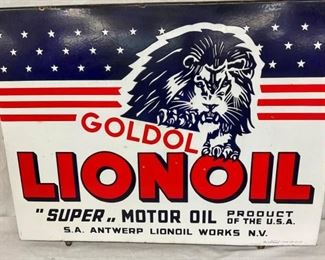 GOLDOL
LIONOIL
"SUPER„ MOTOR OIL PRODUCT
OF THE U.S.A.
S.A. ANTWERP LIONOIL WORKS N.V.